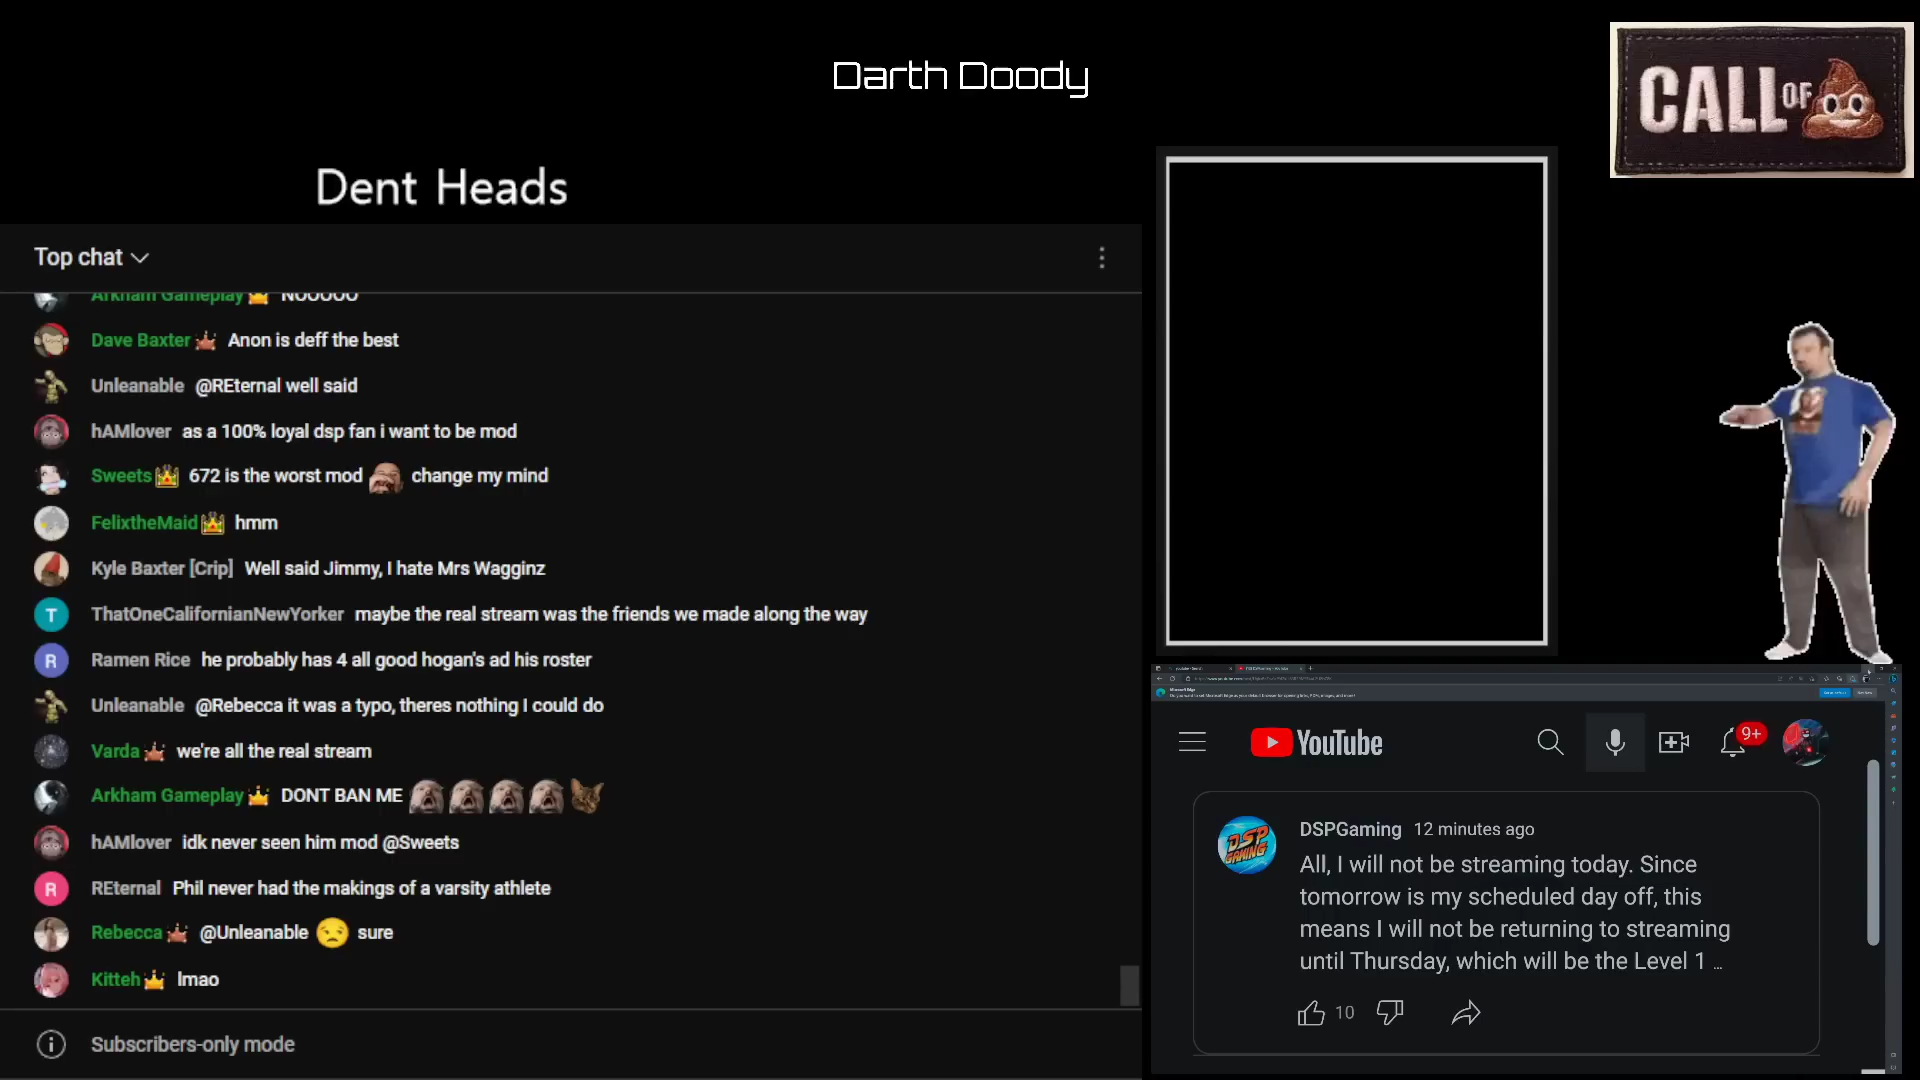 Darth Doody
CALL OF
Dent Heads
Top chat
Arkham Gameplay NOOOOO
Dave Baxter Anon is deff the best
Unleanable @REternal well said
hAMlover as a 100% loyal dsp fan i want to be mod
Sweets 672 is the worst mod change my mind
FelixtheMaid hmm
Kyle Baxter [Crip] Well said Jimmy, I hate Mrs Wagginz
T ThatOneCalifornianNewYorker maybe the real stream was the friends we made along the way
R Ramen Rice he probably has 4 all good hogan's ad his roster
Unleanable @Rebecca it was a typo, theres nothing I could do
Varda we're all the real stream
Arkham Gameplay DONT BAN ME
hAMlover idk never seen him mod @Sweets
R REternal Phil never had the makings of a varsity athlete
Rebecca @Unleanable sure
Kitteh lmao
Subscribers-only mode
YouTube
9+
DSP GAMING
DSPGaming 12 minutes ago
All, I will not be streaming today. Since
tomorrow is my scheduled day off, this
means I will not be returning to streaming
until Thursday, which will be the Level 1 ...
10